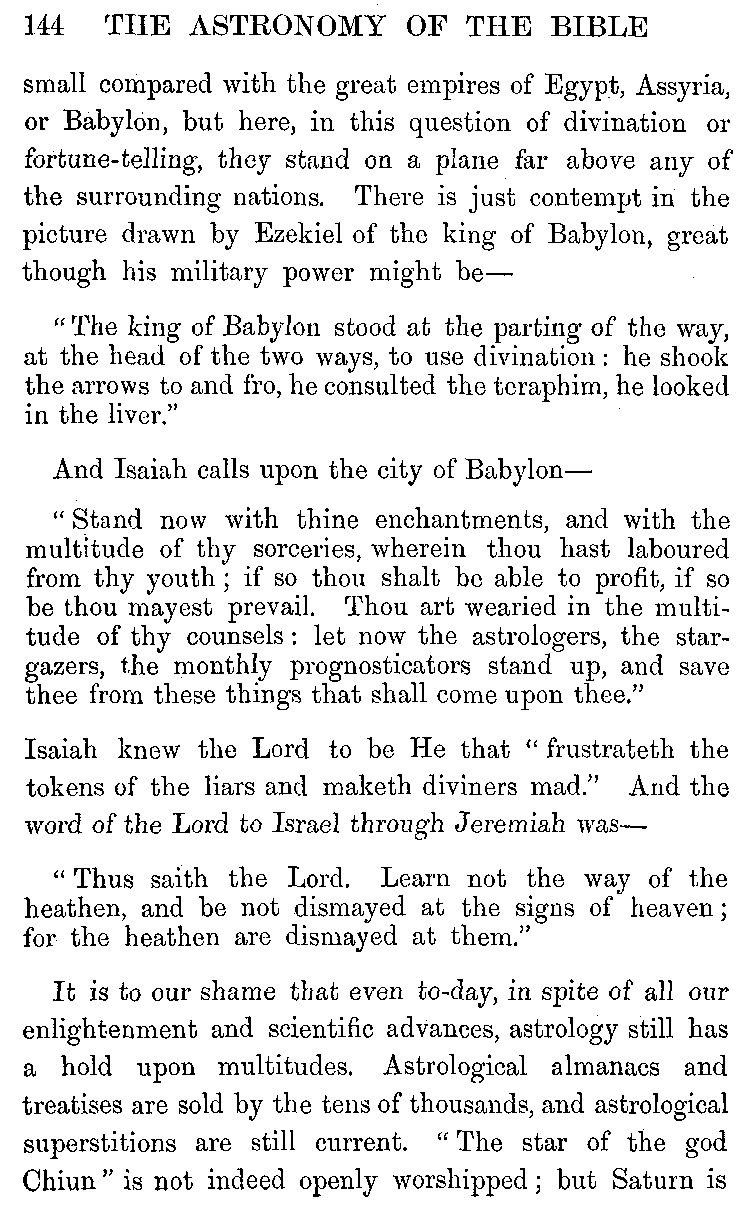 144 THE ASTRONOMY OF THE BIBLE
small compared with the great empires of Egypt, Assyria,
or Babylon, but here, in this question of divination or
fortune-telling, they stand on a plane far above any of
the surrounding nations. There is just contempt in the
picture drawn by Ezekiel of the king of Babylon, great
though his military power might be—
“The king of Babylon stood at the parting of the way,
at the head of the two ways, to use divination : he shook
the arrows to and fro, he consulted the teraphim, he looked
in the liver.”
And Isaiah calls upon the city of Babylon—
“Stand now with thine enchantments, and with the
multitude of thy sorceries, wherein thou hast laboured
from thy youth ; if so thou shalt be able to profit, if so
be thou mayest prevail. Thou art wearied in the multi-
tude of thy counsels : let now the astrologers, the star-
gazers, the monthly prognosticators stand up, and save
thee from these things that shall come upon thee.”
Isaiah knew the Lord to be He that “frustrateth the
tokens of the liars and maketh diviners mad.” And the
word of the Lord to Israel through Jeremiah was—
“Thus saith the Lord. Learn not the way of the
heathen, and be not dismayed at the signs of heaven ;
for the heathen are dismayed at them.”
It is to our shame that even to-day, in spite of all our
enlightenment and scientific advances, astrology still has
a hold upon multitudes. Astrological almanacs and
treatises are sold by the tens of thousands, and astrological
superstitions are still current. “The star of the god
Chiun” is not indeed openly worshipped ; but Saturn is